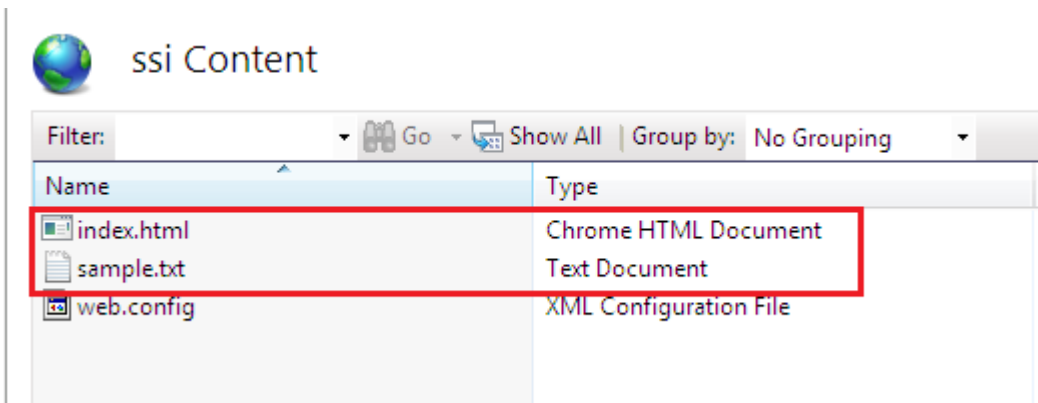 ssi Content
Filter: Go Show All | Group by: No Grouping
Name Type
index.html Chrome HTML Document
sample.txt Text Document
web.config XML Configuration File